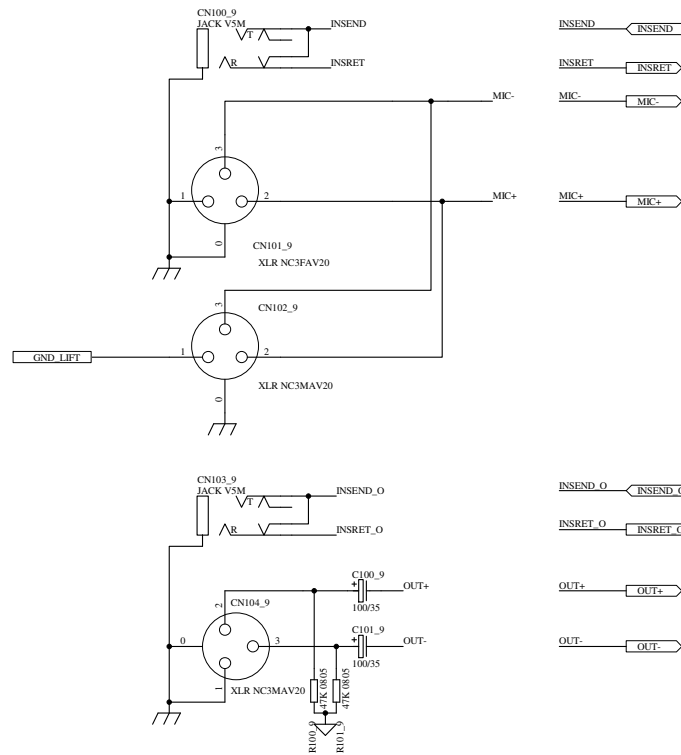 CN100_9
JACK V5M
T
R
INSEND
INSRET
INSEND
INSEND
INSRET
INSRET
MIC-
MIC-
MIC-
3
1
2
0
MIC+
MIC+
MIC+
CN101_9
XLR NC3FAV20
CN102_9
3
GND_LIFT
1
2
0
XLR NC3MAV20
CN103_9
JACK V5M
T
R
INSEND_O
INSRET_O
INSEND_O
INSEND_O
INSRET_O
INSRET_O
C100_9
+
100/35
OUT+
OUT+
OUT+
CN104_9
2
0
3
1
C101_9
+
100/35
OUT-
OUT-
OUT-
XLR NC3MAV20
47K 0805
47K 0805
R100_9
R101_9